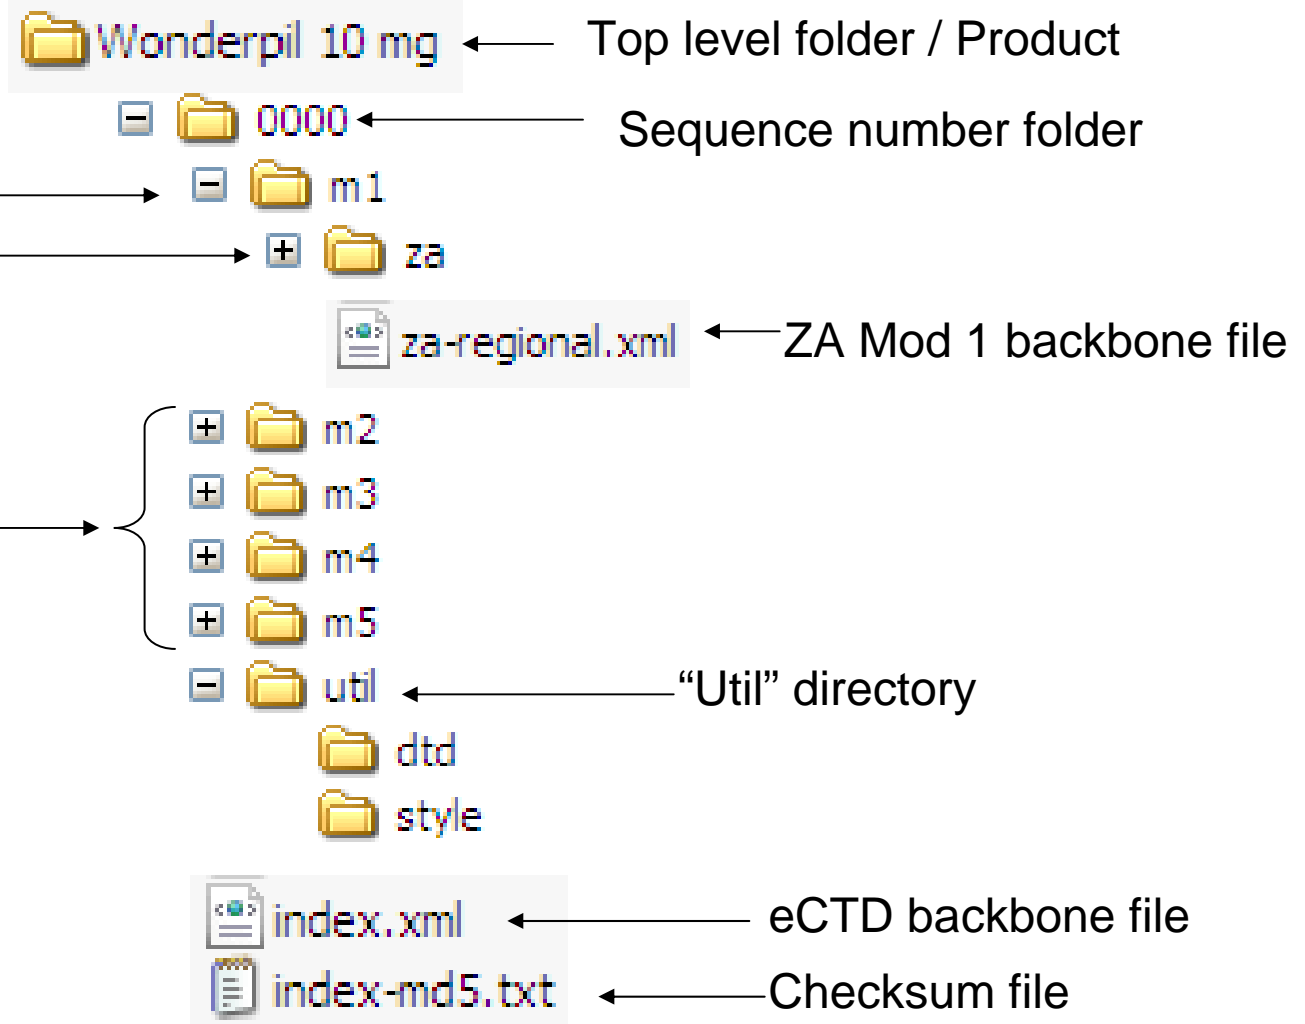 Wonderpil 10 mg Top level folder / Product
0000 Sequence number folder
m1
za
za-regional.xml ZA Mod 1 backbone file
m2
m3
m4
m5
util “Util” directory
dtd
style
index.xml eCTD backbone file
index-md5.txt Checksum file